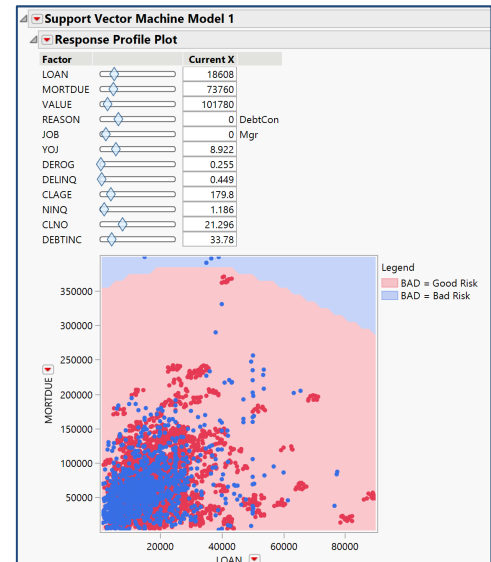 Support Vector Machine Model 1
Response Profile Plot
Factor Current X
LOAN 18608
MORTDUE 73760
VALUE 101780
REASON 0 DebtCon
JOB 0 Mgr
YOJ 8.922
DEROG 0.255
DELINQ 0.449
CLAGE 179.8
NINQ 1.186
CLNO 21.296
DEBTINC 33.78
Legend
BAD = Good Risk
BAD = Bad Risk
350000
300000
250000
200000
150000
100000
50000
MORTDUE
20000 40000 60000 80000
LOAN